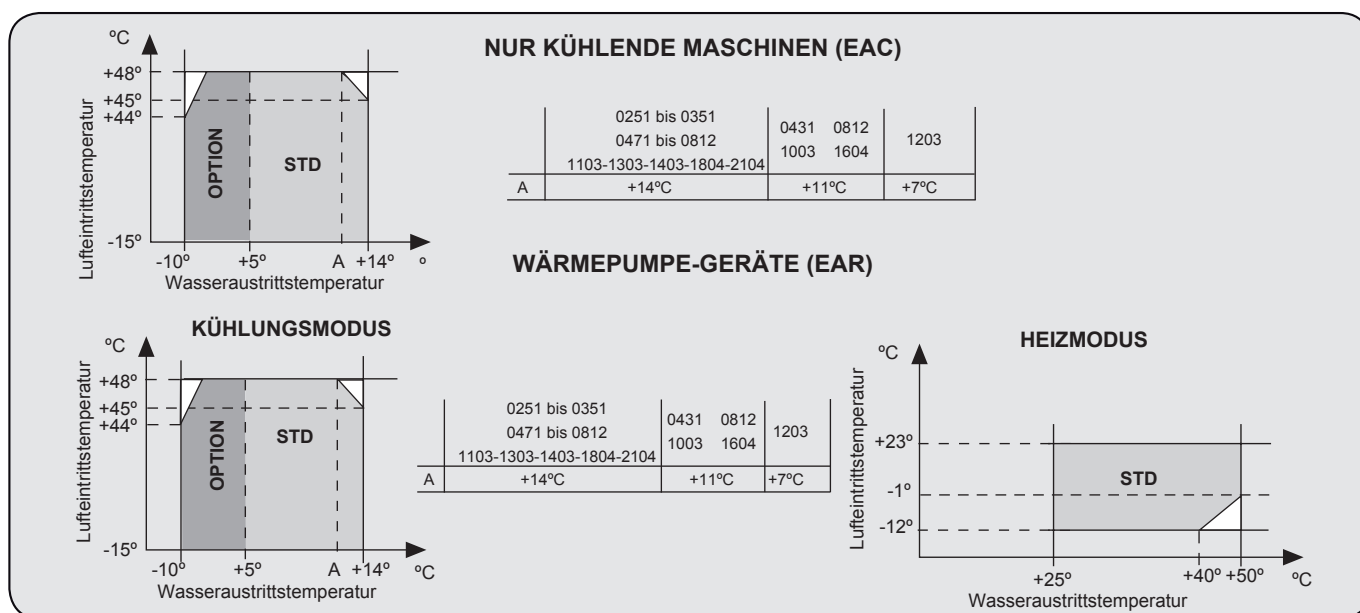 NUR KÜHLENDE MASCHINEN (EAC)
°C
Lufteintrittstemperatur
+48º
+45º
+44º
-15º
OPTION
STD
-10º +5º A +14º º
Wasseraustrittstemperatur
0251 bis 0351
0471 bis 0812
1103-1303-1403-1804-2104
0431 0812
1003 1604
1203
A +14ºC +11ºC +7ºC
WÄRMEPUMPE-GERÄTE (EAR)
KÜHLUNGSMODUS
ºC
Lufteintrittstemperatur
+48º
+45º
+44º
-15º
OPTION
STD
-10º +5º A +14º ºC
Wasseraustrittstemperatur
0251 bis 0351
0471 bis 0812
1103-1303-1403-1804-2104
0431 0812
1003 1604
1203
A +14ºC +11ºC +7ºC
HEIZMODUS
ºC
Lufteintrittstemperatur
+23º
-1º
-12º
STD
+25º +40º +50º ºC
Wasseraustrittstemperatur